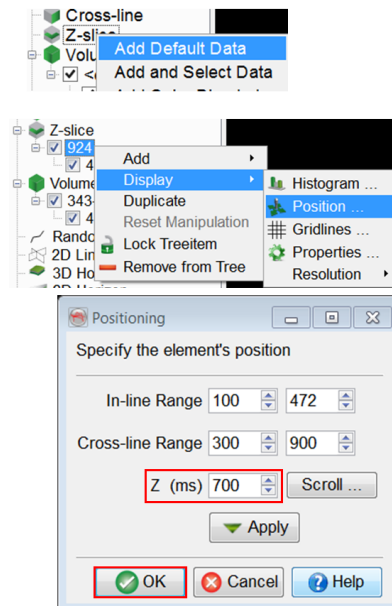 Cross-line
Z-slice
Add Default Data
Volu
Add and Select Data
Z-slice
924
4
Add
Volume
Display
Histogram ...
343-
Duplicate
Position ...
4
Reset Manipulation
Gridlines ...
Rando
Lock Treeitem
Properties ...
2D Lin
3D Ho
Remove from Tree
Resolution
Positioning
Specify the element's position
In-line Range 100 472
Cross-line Range 300 900
Z (ms) 700 Scroll ...
Apply
OK Cancel Help